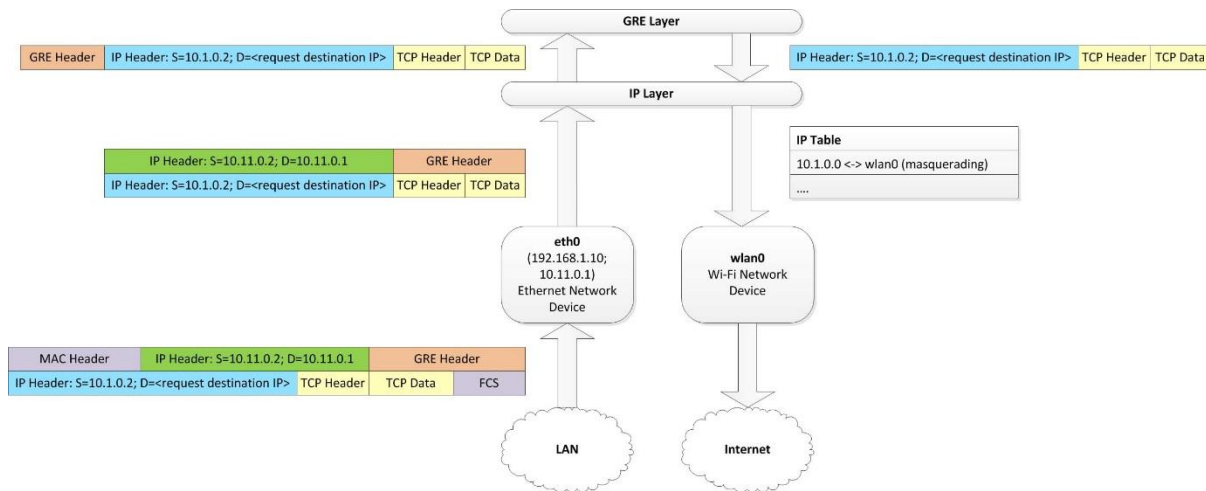 GRE Layer
GRE Header IP Header: S=10.1.0.2; D=<request destination IP> TCP Header TCP Data
IP Header: S=10.1.0.2; D=<request destination IP> TCP Header TCP Data
IP Layer
IP Table
10.1.0.0 <-> wlan0 (masquerading)
....
IP Header: S=10.11.0.2; D=10.11.0.1 GRE Header
IP Header: S=10.1.0.2; D=<request destination IP> TCP Header TCP Data
eth0
(192.168.1.10;
10.11.0.1)
Ethernet Network
Device
wlan0
Wi-Fi Network
Device
MAC Header IP Header: S=10.11.0.2; D=10.11.0.1 GRE Header
IP Header: S=10.1.0.2; D=<request destination IP> TCP Header TCP Data FCS
LAN
Internet